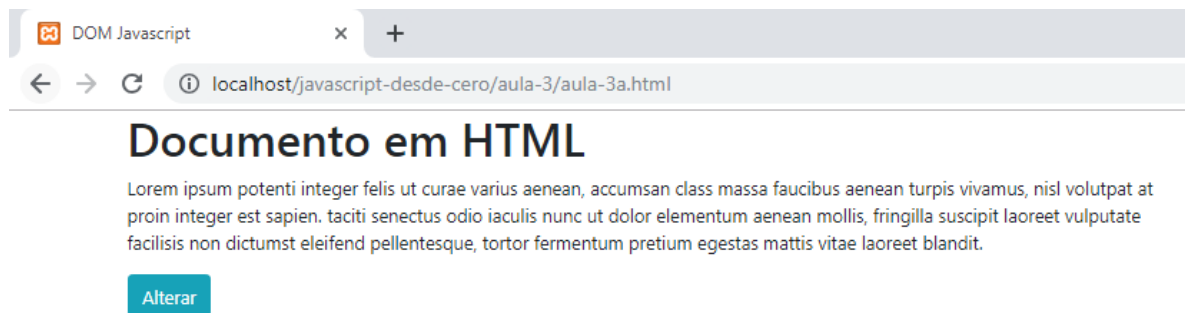 DOM Javascript
localhost/javascript-desde-cero/aula-3/aula-3a.html
Documento em HTML
Lorem ipsum potenti integer felis ut curae varius aenean, accumsan class massa faucibus aenean turpis vivamus, nisl volutpat at
proin integer est sapien. taciti senectus odio iaculis nunc ut dolor elementum aenean mollis, fringilla suscipit laoreet vulputate
facilisis non dictumst eleifend pellentesque, tortor fermentum pretium egestas mattis vitae laoreet blandit.
Alterar